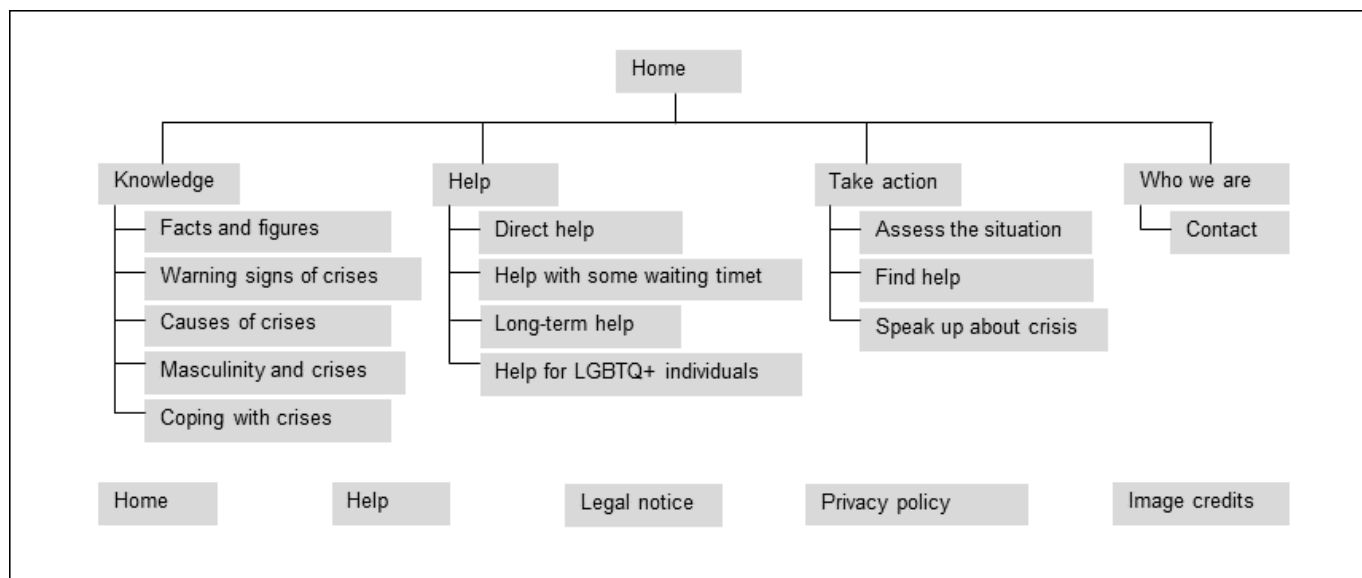 Home
Knowledge
Facts and figures
Warning signs of crises
Causes of crises
Masculinity and crises
Coping with crises
Help
Direct help
Help with some waiting timet
Long-term help
Help for LGBTQ+ individuals
Take action
Assess the situation
Find help
Speak up about crisis
Who we are
Contact
Home
Help
Legal notice
Privacy policy
Image credits